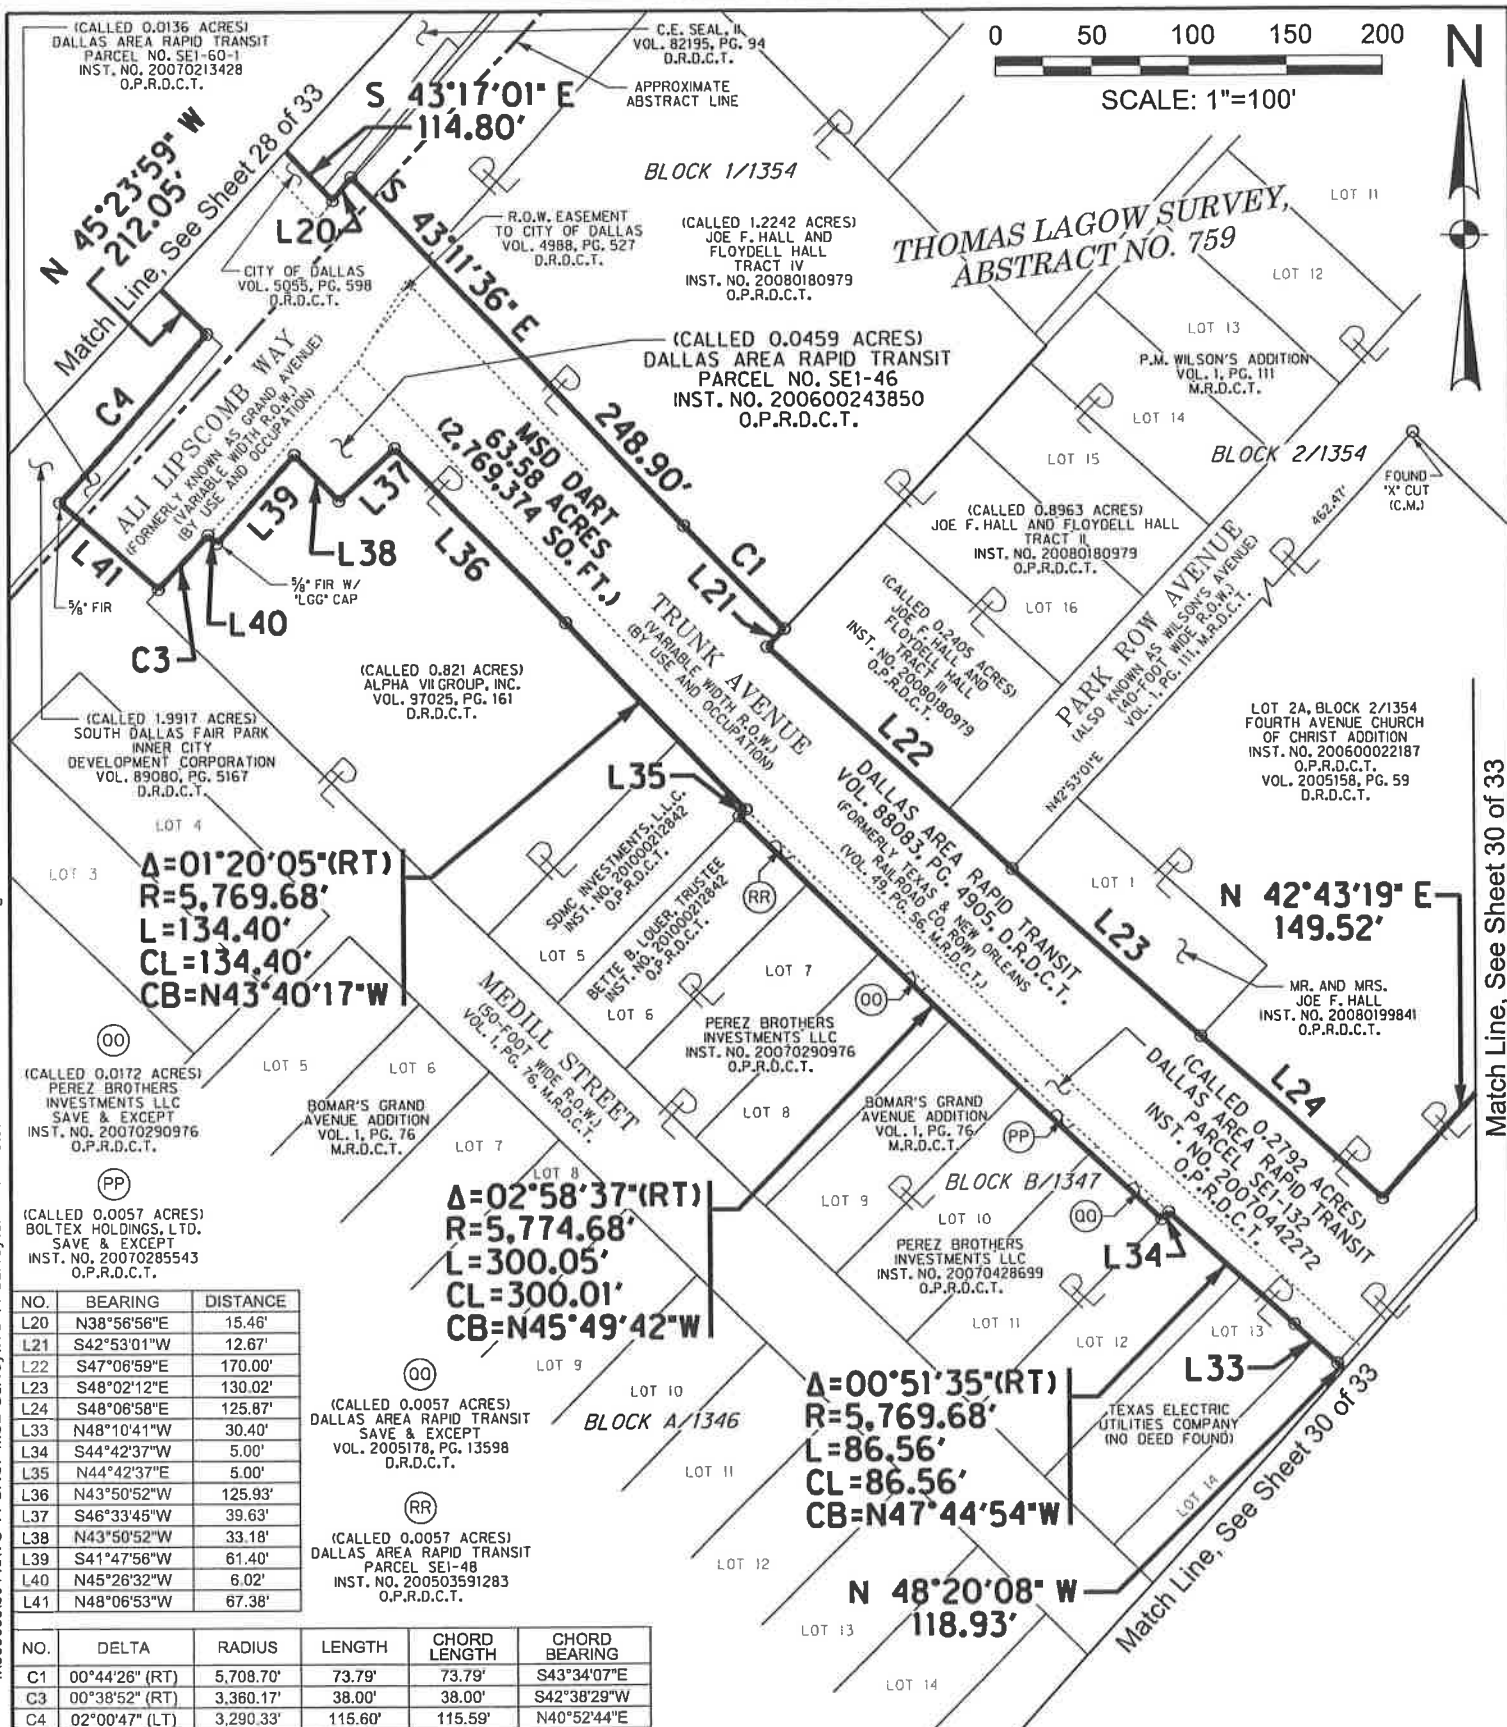 (CALLED 0.0136 ACRES)
DALLAS AREA RAPID TRANSIT
PARCEL NO. SE1-60-1
INST. NO. 20070213428
O.P.R.D.C.T.
C.E. SEAL, II
VOL. 82195, PG. 94
D.R.D.C.T.
APPROXIMATE
ABSTRACT LINE
0 50 100 150 200
SCALE: 1"=100'
N
S 43°17'01" E
114.80'
N 45°23'59" W
212.05'
Match Line, See Sheet 28 of 33
L20
S 43°11'36" E
248.90'
BLOCK 1/1354
R.O.W. EASEMENT
TO CITY OF DALLAS
VOL. 4988, PG. 527
D.R.D.C.T.
(CALLED 1.2242 ACRES)
JOE F. HALL AND
FLOYDELL HALL
TRACT IV
INST. NO. 20080180979
O.P.R.D.C.T.
THOMAS LAGOW SURVEY,
ABSTRACT NO. 759
LOT 11
LOT 12
LOT 13
P.M. WILSON'S ADDITION
VOL. 1, PG. 111
M.R.D.C.T.
LOT 14
LOT 15
BLOCK 2/1354
LOT 16
CITY OF DALLAS
VOL. 5055, PG. 598
D.R.D.C.T.
(CALLED 0.0459 ACRES)
DALLAS AREA RAPID TRANSIT
PARCEL NO. SE1-46
INST. NO. 200600243850
O.P.R.D.C.T.
FOUND
"X" CUT
(C.M.)
462.47'
C4
ALI LIPSCOMB WAY
(FORMERLY KNOWN AS GRAND AVENUE)
(VARIABLE WIDTH R.O.W.)
(BY USE AND OCCUPATION)
MSD DART
63.58 ACRES
(2,769,374 SQ. FT.)
L37
L39
L38
L36
L41
5/8" FIR
L40
5/8" FIR W/
"LGG" CAP
C3
C1
L21
(CALLED 0.8963 ACRES)
JOE F. HALL AND FLOYDELL HALL
TRACT II
INST. NO. 20080180979
O.P.R.D.C.T.
(CALLED 0.2405 ACRES)
JOE F. HALL AND
FLOYDELL HALL
TRACT III
INST. NO. 20080180979
O.P.R.D.C.T.
PARK ROW AVENUE
(ALSO KNOWN AS WILSON'S AVENUE)
(40-FOOT WIDE R.O.W.)
VOL. 1, PG. 111, M.R.D.C.T.
N42°53'01"E
TRUNK AVENUE
(VARIABLE WIDTH R.O.W.)
(BY USE AND OCCUPATION)
(CALLED 0.821 ACRES)
ALPHA VII GROUP, INC.
VOL. 97025, PG. 161
D.R.D.C.T.
L22
LOT 2A, BLOCK 2/1354
FOURTH AVENUE CHURCH
OF CHRIST ADDITION
INST. NO. 200600022187
O.P.R.D.C.T.
VOL. 2005158, PG. 59
D.R.D.C.T.
Match Line, See Sheet 30 of 33
(CALLED 1.9917 ACRES)
SOUTH DALLAS FAIR PARK
INNER CITY
DEVELOPMENT CORPORATION
VOL. 89080, PG. 5167
D.R.D.C.T.
LOT 4
LOT 3
L35
Δ=01°20'05"(RT)
R=5,769.68'
L=134.40'
CL=134.40'
CB=N43°40'17"W
SDMC INVESTMENTS, L.L.C.
INST. NO. 201000212842
O.P.R.D.C.T.
BETTE B. LOUER, TRUSTEE
INST. NO. 201000212842
O.P.R.D.C.T.
RR
DALLAS AREA RAPID TRANSIT
VOL. 88083, PG. 4905, D.R.D.C.T.
(FORMERLY TEXAS & NEW ORLEANS
RAILROAD CO. ROW)
(VOL. 49, PG. 56, M.R.D.C.T.)
LOT 1
L23
N 42°43'19" E
149.52'
MR. AND MRS.
JOE F. HALL
INST. NO. 20080199841
O.P.R.D.C.T.
LOT 5
LOT 6
LOT 7
OO
PEREZ BROTHERS
INVESTMENTS LLC
INST. NO. 20070290976
O.P.R.D.C.T.
MEDILL STREET
(50-FOOT WIDE R.O.W.)
VOL. 1, PG. 76, M.R.D.C.T.
OO
(CALLED 0.0172 ACRES)
PEREZ BROTHERS
INVESTMENTS LLC
SAVE & EXCEPT
INST. NO. 20070290976
O.P.R.D.C.T.
LOT 5
LOT 6
BOMAR'S GRAND
AVENUE ADDITION
VOL. 1, PG. 76
M.R.D.C.T.
LOT 7
LOT 8
LOT 8
BOMAR'S GRAND
AVENUE ADDITION
VOL. 1, PG. 76
M.R.D.C.T.
PP
BLOCK B/1347
L24
(CALLED 0.2792 ACRES)
DALLAS AREA RAPID TRANSIT
PARCEL SE1-132
INST. NO. 20070442272
O.P.R.D.C.T.
PP
(CALLED 0.0057 ACRES)
BOLTEX HOLDINGS, LTD.
SAVE & EXCEPT
INST. NO. 20070285543
O.P.R.D.C.T.
Δ=02°58'37"(RT)
R=5,774.68'
L=300.05'
CL=300.01'
CB=N45°49'42"W
LOT 9
LOT 10
QQ
PEREZ BROTHERS
INVESTMENTS LLC
INST. NO. 20070428699
O.P.R.D.C.T.
L34
LOT 11
LOT 12
LOT 13
L33
LOT 9
LOT 10
BLOCK A/1346
LOT 11
QQ
(CALLED 0.0057 ACRES)
DALLAS AREA RAPID TRANSIT
SAVE & EXCEPT
VOL. 2005178, PG. 13598
D.R.D.C.T.
RR
(CALLED 0.0057 ACRES)
DALLAS AREA RAPID TRANSIT
PARCEL SE1-48
INST. NO. 200503591283
O.P.R.D.C.T.
Δ=00°51'35"(RT)
R=5,769.68'
L=86.56'
CL=86.56'
CB=N47°44'54"W
TEXAS ELECTRIC
UTILITIES COMPANY
(NO DEED FOUND)
LOT 14
Match Line, See Sheet 30 of 33
LOT 12
N 48°20'08" W
118.93'
LOT 13
LOT 14
NO. BEARING DISTANCE
L20 N38°56'56"E 15.46'
L21 S42°53'01"W 12.67'
L22 S47°06'59"E 170.00'
L23 S48°02'12"E 130.02'
L24 S48°06'58"E 125.87'
L33 N48°10'41"W 30.40'
L34 S44°42'37"W 5.00'
L35 N44°42'37"E 5.00'
L36 N43°50'52"W 125.93'
L37 S46°33'45"W 39.63'
L38 N43°50'52"W 33.18'
L39 S41°47'56"W 61.40'
L40 N45°26'32"W 6.02'
L41 N48°06'53"W 67.38'
NO. DELTA RADIUS LENGTH CHORD LENGTH CHORD BEARING
C1 00°44'26" (RT) 5,708.70' 73.79' 73.79' S43°34'07"E
C3 00°38'52" (RT) 3,360.17' 38.00' 38.00' S42°38'29"W
C4 02°00'47" (LT) 3,290.33' 115.60' 115.59' N40°52'44"E